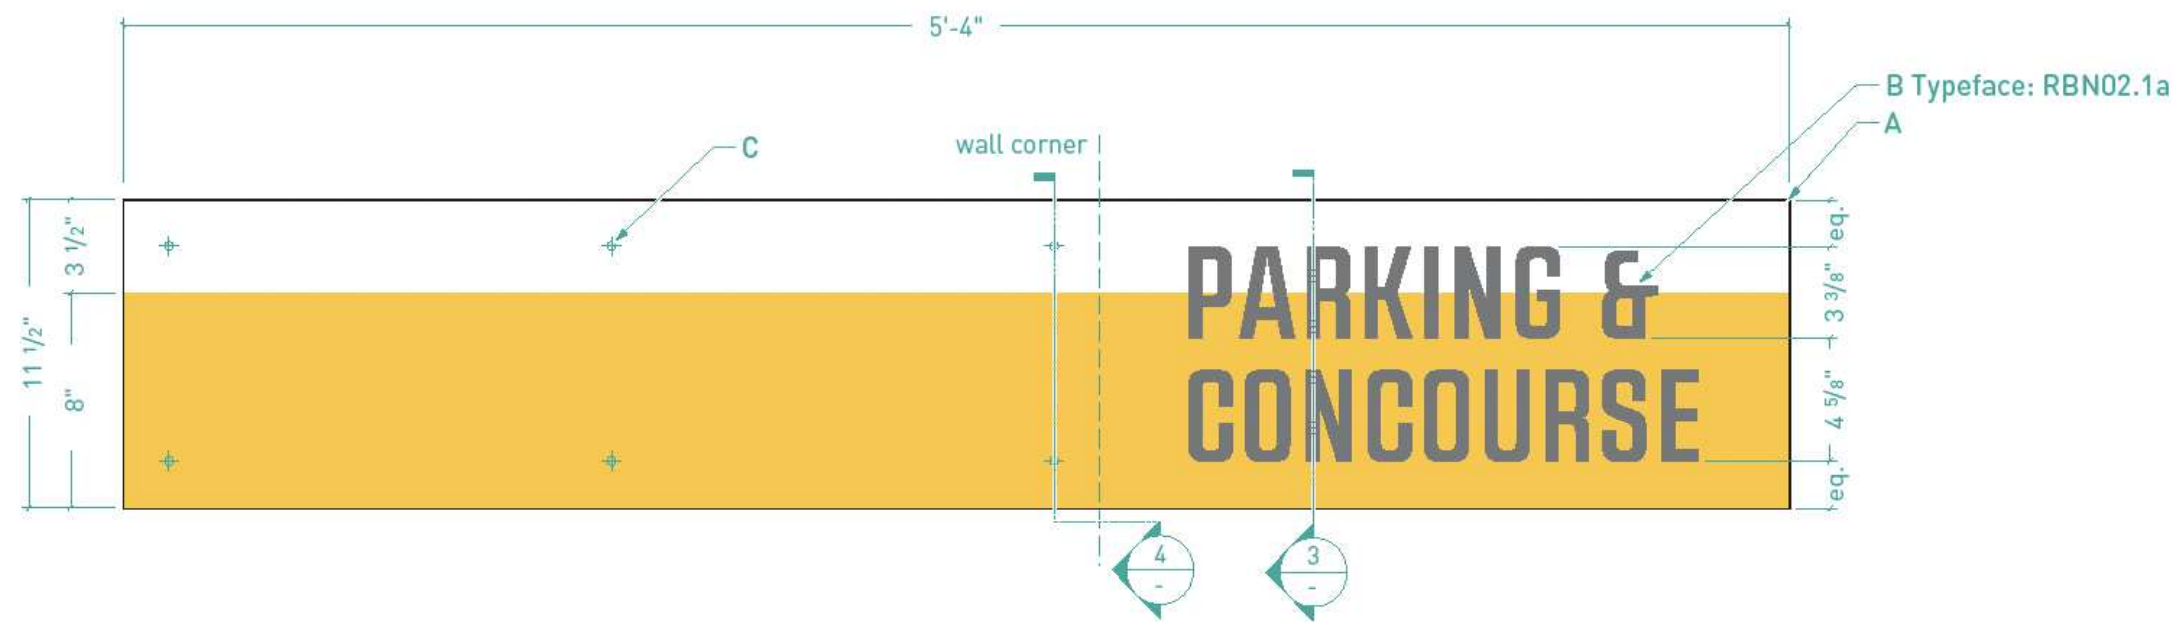 5'-4"
B Typeface: RBN02.1a
A
C
wall corner
3 1/2"
11 1/2"
8"
eq.
3 3/8"
4 5/8"
eq.
PARKING &
CONCOURSE
4
-
3
-